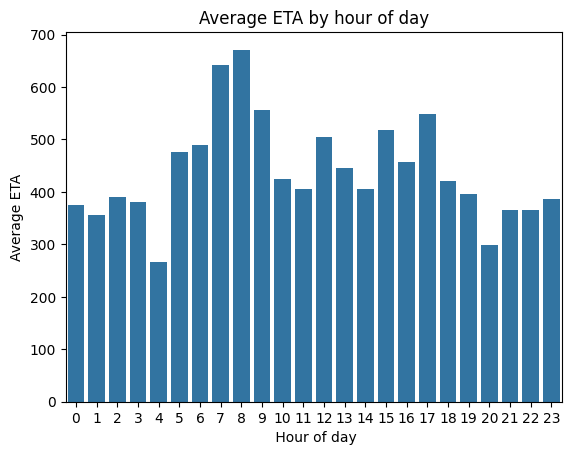 Average ETA by hour of day
700
600
500
400
300
200
100
0
Average ETA
0 1 2 3 4 5 6 7 8 9 10 11 12 13 14 15 16 17 18 19 20 21 22 23
Hour of day